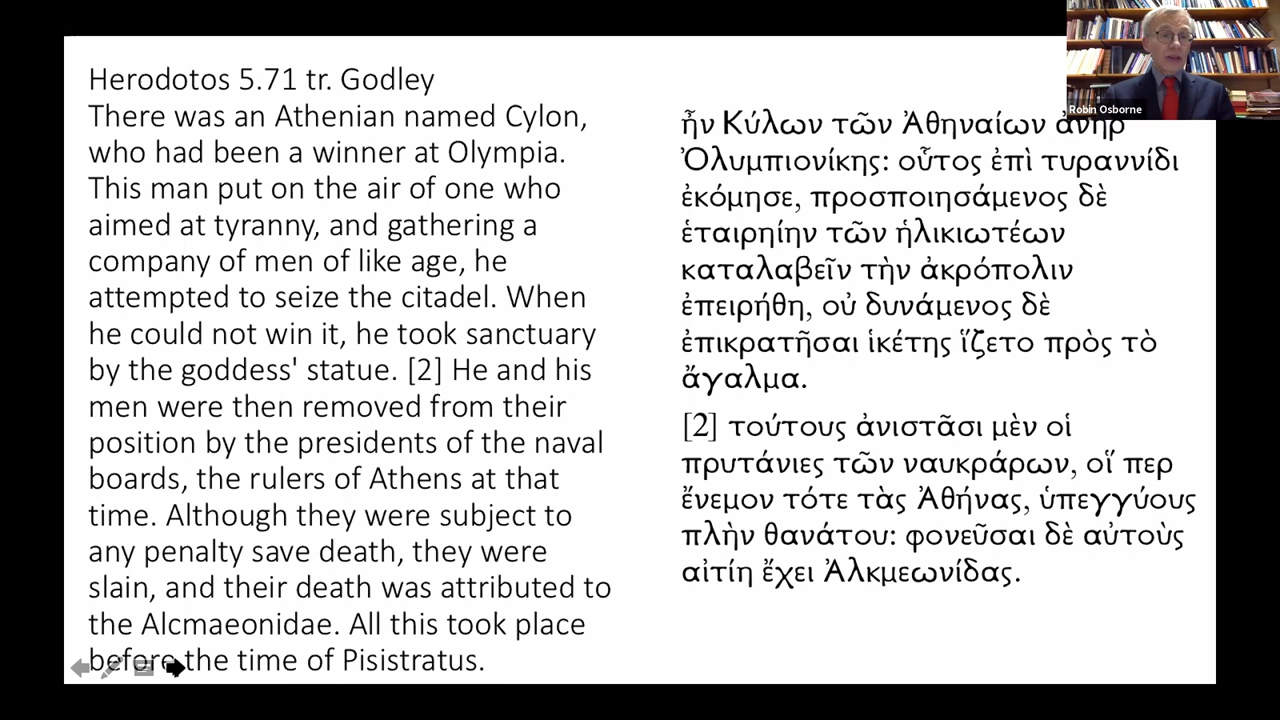 Herodotos 5.71 tr. Godley
There was an Athenian named Cylon,
who had been a winner at Olympia.
This man put on the air of one who
aimed at tyranny, and gathering a
company of men of like age, he
attempted to seize the citadel. When
he could not win it, he took sanctuary
by the goddess' statue. [2] He and his
men were then removed from their
position by the presidents of the naval
boards, the rulers of Athens at that
time. Although they were subject to
any penalty save death, they were
slain, and their death was attributed to
the Alcmaeonidae. All this took place
before the time of Pisistratus.
ἦν Κύλων τῶν Ἀθηναίων ἀνὴρ
Ὀλυμπιονίκης: οὗτος ἐπὶ τυραννίδι
ἐκόμησε, προσποιησάμενος δὲ
ἑταιρηίην τῶν ἡλικιωτέων
καταλαβεῖν τὴν ἀκρόπολιν
ἐπειρήθη, οὐ δυνάμενος δὲ
ἐπικρατῆσαι ἱκέτης ἵζετο πρὸς τὸ
ἄγαλμα.
[2] τούτους ἀνιστᾶσι μὲν οἱ
πρυτάνιες τῶν ναυκράρων, οἵ περ
ἔνεμον τότε τὰς Ἀθήνας, ὑπεγγύους
πλὴν θανάτου: φονεῦσαι δὲ αὐτοὺς
αἰτίη ἔχει Ἀλκμεωνίδας.
Robin Osborne